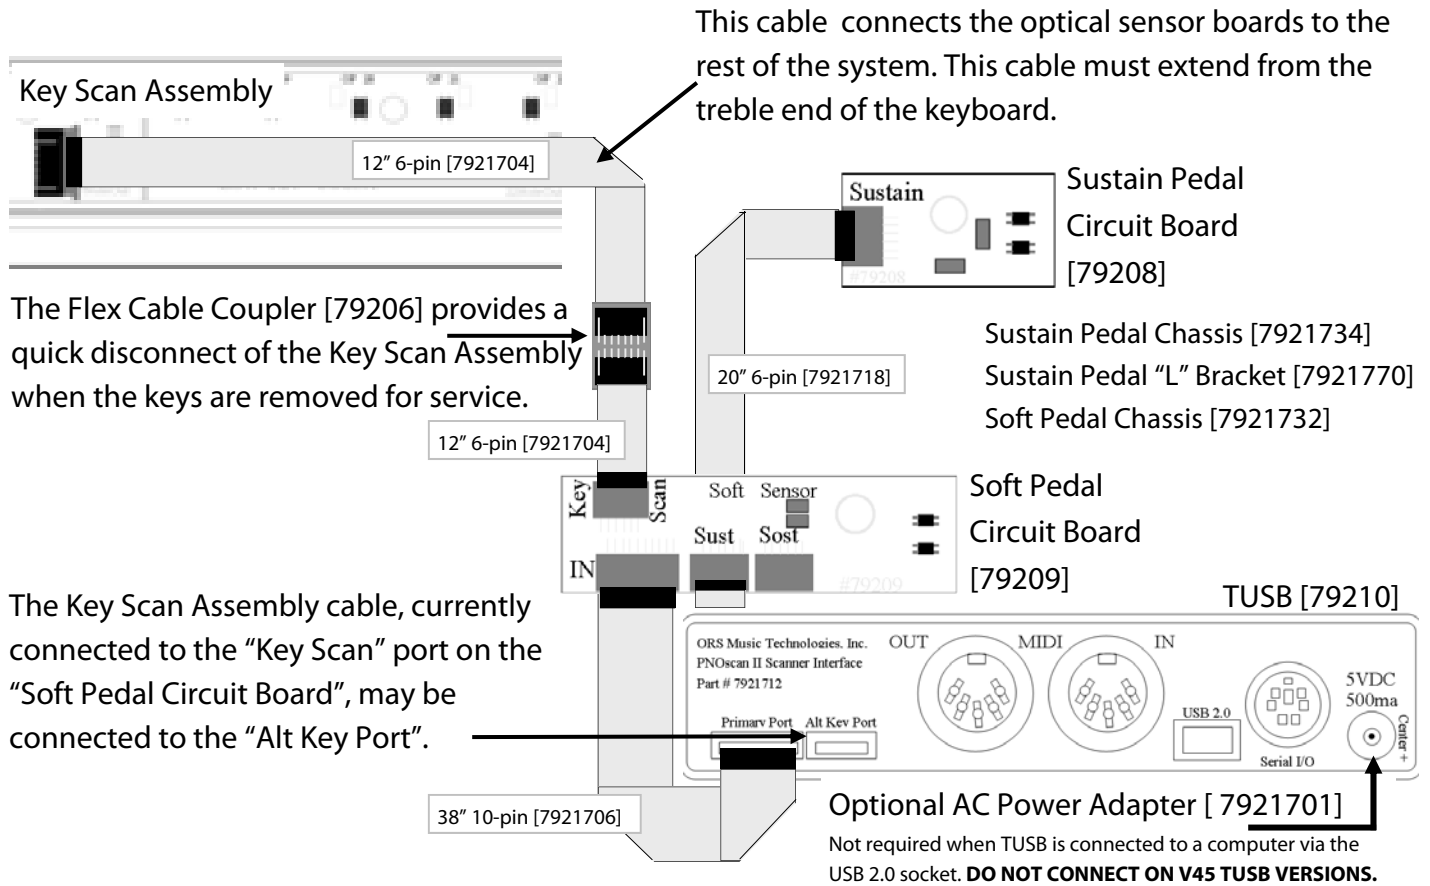 This cable connects the optical sensor boards to the
rest of the system. This cable must extend from the
treble end of the keyboard.
Key Scan Assembly
12” 6-pin [7921704]
Sustain
#79208
Sustain Pedal
Circuit Board
[79208]
The Flex Cable Coupler [79206] provides a
quick disconnect of the Key Scan Assembly
when the keys are removed for service.
Sustain Pedal Chassis [7921734]
Sustain Pedal “L” Bracket [7921770]
Soft Pedal Chassis [7921732]
20” 6-pin [7921718]
12” 6-pin [7921704]
Key Scan
Soft Sensor
Sust Sost
IN
#79209
Soft Pedal
Circuit Board
[79209]
The Key Scan Assembly cable, currently
connected to the “Key Scan” port on the
“Soft Pedal Circuit Board”, may be
connected to the “Alt Key Port”.
TUSB [79210]
QRS Music Technologies, Inc.
PNOscan II Scanner Interface
Part # 7921712
Primary Port Alt Key Port
OUT MIDI IN
USB 2.0
Serial I/O
5VDC
500ma
Center +
38” 10-pin [7921706]
Optional AC Power Adapter [ 7921701]
Not required when TUSB is connected to a computer via the
USB 2.0 socket. DO NOT CONNECT ON V45 TUSB VERSIONS.